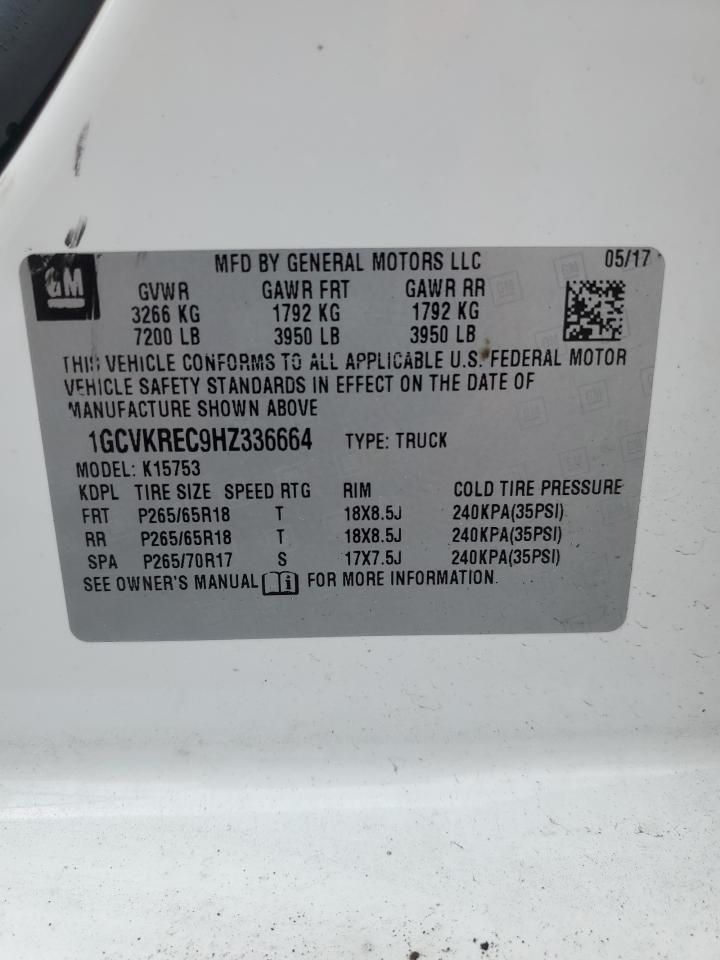 GM
MFD BY GENERAL MOTORS LLC 05/17
GVWR GAWR FRT GAWR RR
3266 KG 1792 KG 1792 KG
7200 LB 3950 LB 3950 LB
THIS VEHICLE CONFORMS TO ALL APPLICABLE U.S. FEDERAL MOTOR
VEHICLE SAFETY STANDARDS IN EFFECT ON THE DATE OF
MANUFACTURE SHOWN ABOVE
1GCVKREC9HZ336664 TYPE: TRUCK
MODEL: K15753
KDPL TIRE SIZE SPEED RTG RIM COLD TIRE PRESSURE
FRT P265/65R18 T 18X8.5J 240KPA(35PSI)
RR P265/65R18 T 18X8.5J 240KPA(35PSI)
SPA P265/70R17 S 17X7.5J 240KPA(35PSI)
SEE OWNER'S MANUAL FOR MORE INFORMATION.